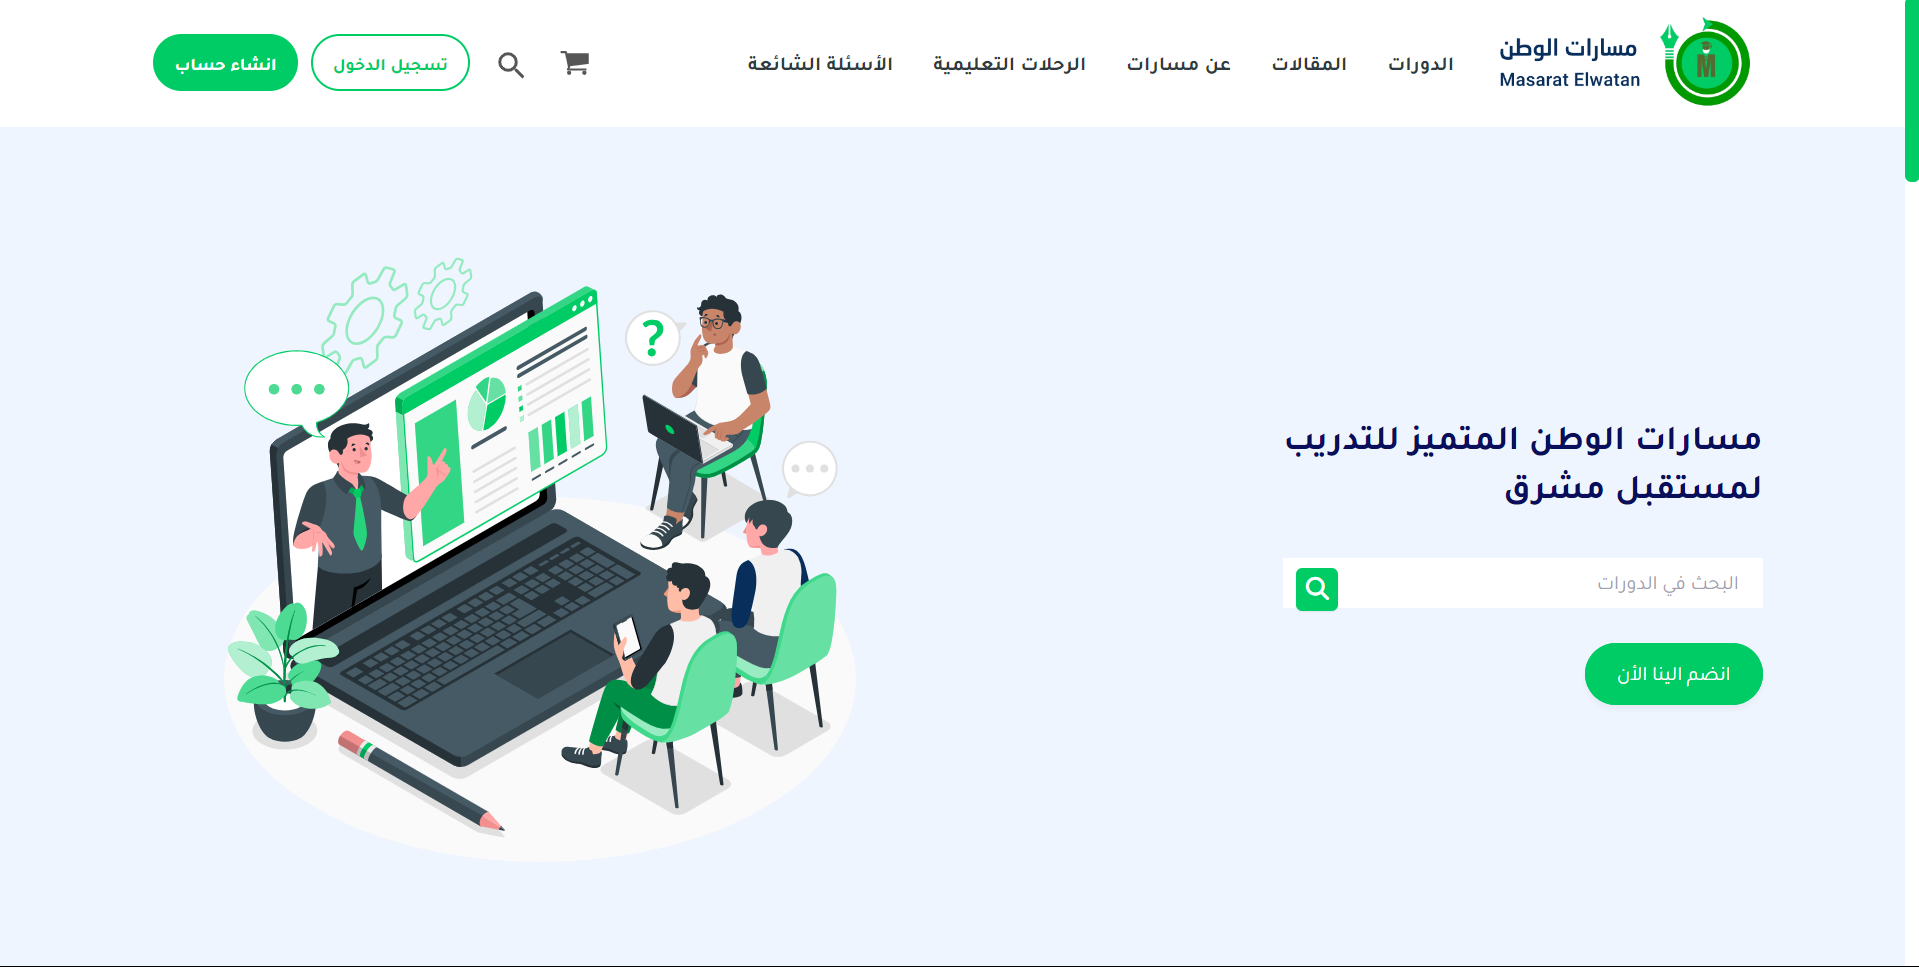 مسارات الوطن
Masarat Elwatan
M
الدورات
المقالات
عن مسارات
الرحلات التعليمية
الأسئلة الشائعة
تسجيل الدخول
انشاء حساب
?
مسارات الوطن المتميز للتدريب
لمستقبل مشرق
البحث في الدورات
انضم الينا الأن